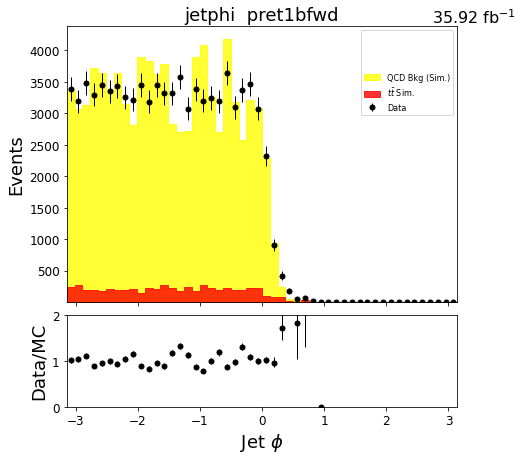 jetphi  pret1bfwd
35.92 fb⁻¹
QCD Bkg (Sim.)
tt̄ Sim.
Data
Events
4000
3500
3000
2500
2000
1500
1000
500
Data/MC
2
1
0
−3
−2
−1
0
1
2
3
Jet ϕ